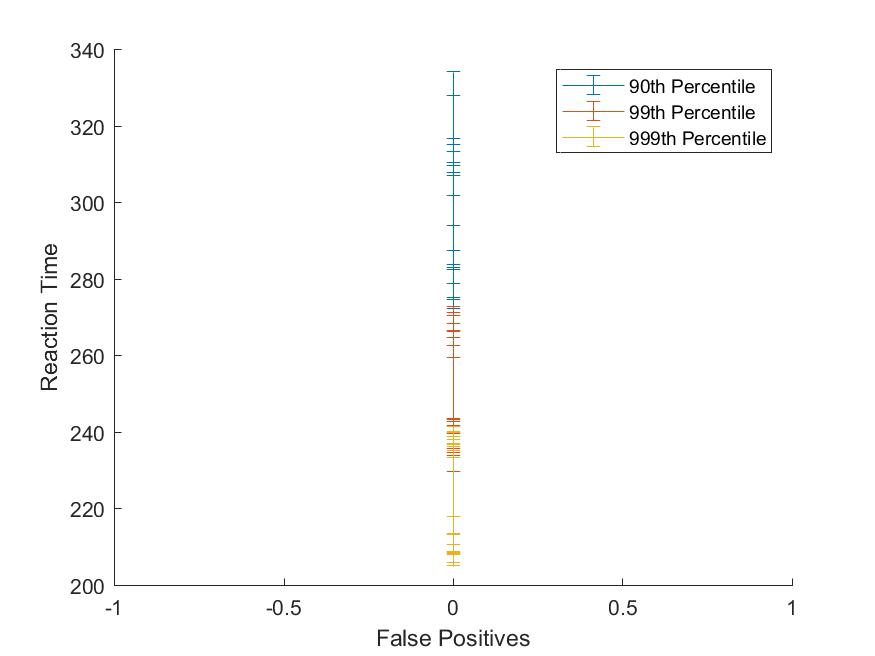 340
320
300
280
260
240
220
200
-1
-0.5
0
0.5
1
Reaction Time
False Positives
90th Percentile
99th Percentile
999th Percentile